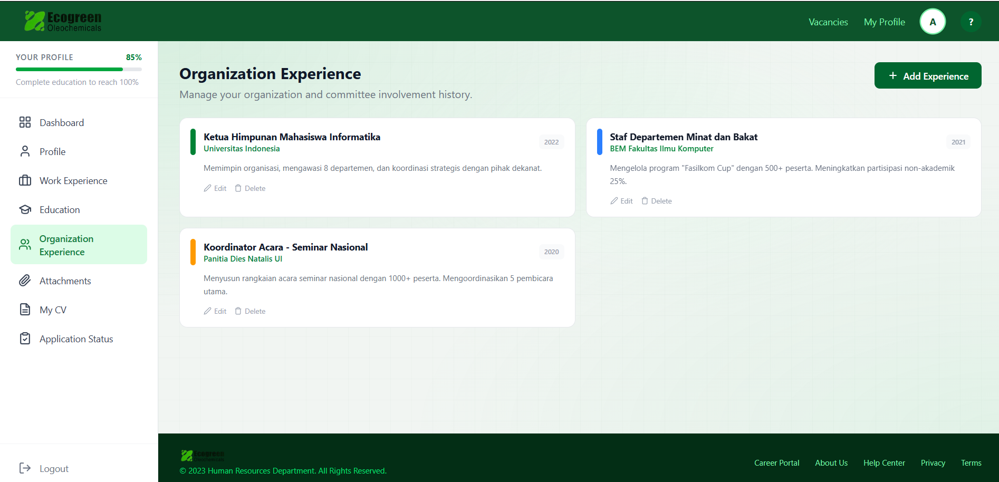 Ecogreen
Oleochemicals
Vacancies
My Profile
A
?
YOUR PROFILE
85%
Complete education to reach 100%
Dashboard
Profile
Work Experience
Education
Organization
Experience
Attachments
My CV
Application Status
Logout
Organization Experience
Manage your organization and committee involvement history.
+ Add Experience
Ketua Himpunan Mahasiswa Informatika
Universitas Indonesia
2022
Memimpin organisasi, mengawasi 8 departemen, dan koordinasi strategis dengan pihak dekanat.
Edit Delete
Staf Departemen Minat dan Bakat
BEM Fakultas Ilmu Komputer
2021
Mengelola program "Fasilkom Cup" dengan 500+ peserta. Meningkatkan partisipasi non-akademik
25%.
Edit Delete
Koordinator Acara - Seminar Nasional
Panitia Dies Natalis UI
2020
Menyusun rangkaian acara seminar nasional dengan 1000+ peserta. Mengoordinasikan 5 pembicara
utama.
Edit Delete
Ecogreen
Oleochemicals
© 2023 Human Resources Department. All Rights Reserved.
Career Portal About Us Help Center Privacy Terms